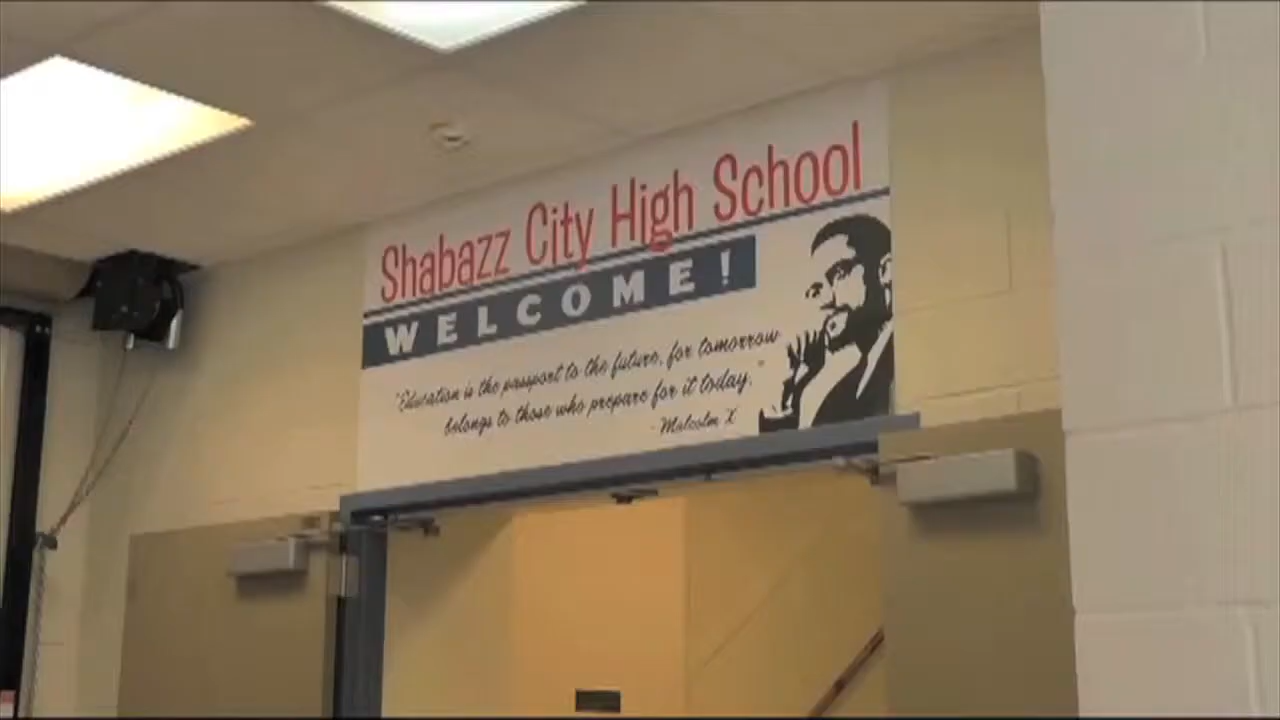 Shabazz City High School
WELCOME!
"Education is the passport to the future, for tomorrow
belongs to those who prepare for it today."
- Malcolm X